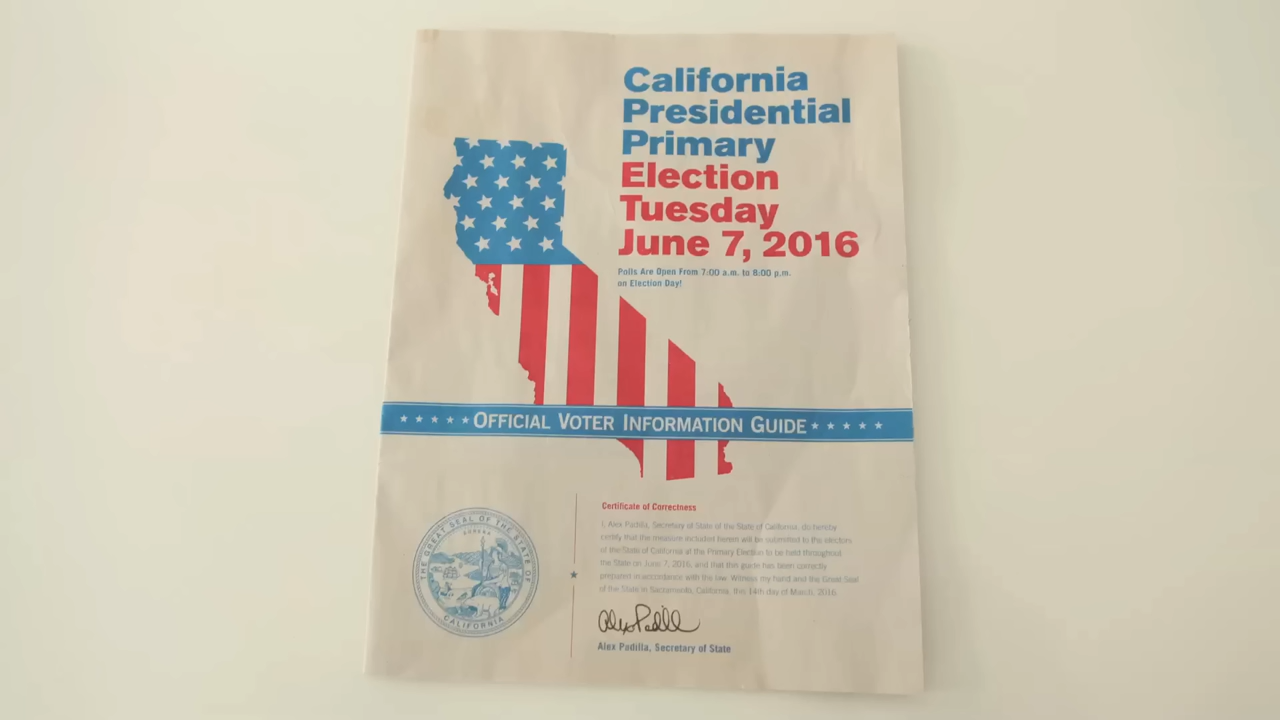 California
Presidential
Primary
Election
Tuesday
June 7, 2016
Polls Are Open From 7:00 a.m. to 8:00 p.m.
on Election Day!
★ ★ ★ ★ ★ OFFICIAL VOTER INFORMATION GUIDE ★ ★ ★ ★ ★
Certificate of Correctness
I, Alex Padilla, Secretary of State of the State of California, do hereby
certify that the measure included herein will be submitted to the electors
of the State of California at the Primary Election to be held throughout
the State on June 7, 2016, and that this guide has been correctly
prepared in accordance with the law. Witness my hand and the Great Seal
of the State in Sacramento, California, this 14th day of March, 2016.
Alex Padilla
Alex Padilla, Secretary of State
THE GREAT SEAL OF THE STATE OF
EUREKA
CALIFORNIA